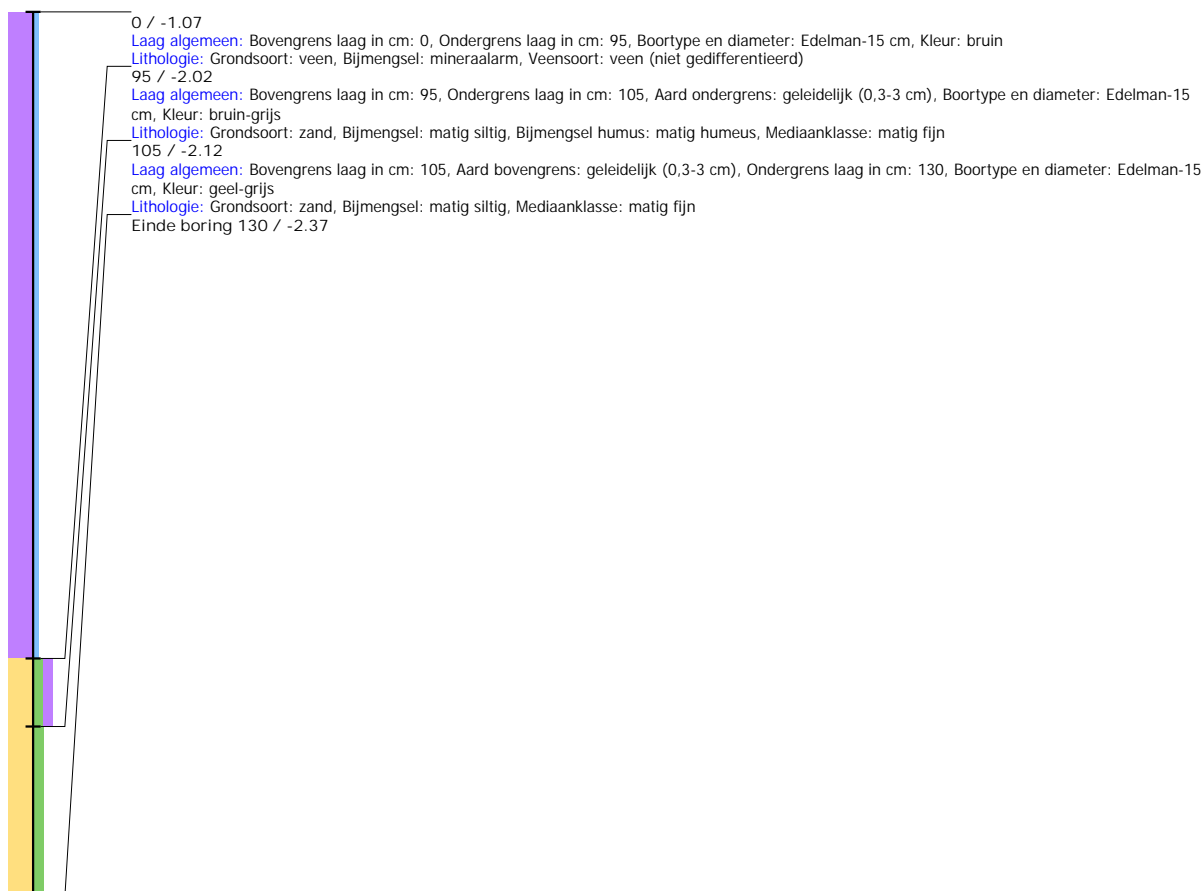 0 / -1.07
Laag algemeen: Bovengrens laag in cm: 0, Ondergrens laag in cm: 95, Boortype en diameter: Edelman-15 cm, Kleur: bruin
Lithologie: Grondsoort: veen, Bijmengsel: mineraalarm, Veensoort: veen (niet gedifferentieerd)
95 / -2.02
Laag algemeen: Bovengrens laag in cm: 95, Ondergrens laag in cm: 105, Aard ondergrens: geleidelijk (0,3-3 cm), Boortype en diameter: Edelman-15
cm, Kleur: bruin-grijs
Lithologie: Grondsoort: zand, Bijmengsel: matig siltig, Bijmengsel humus: matig humeus, Mediaanklasse: matig fijn
105 / -2.12
Laag algemeen: Bovengrens laag in cm: 105, Aard bovengrens: geleidelijk (0,3-3 cm), Ondergrens laag in cm: 130, Boortype en diameter: Edelman-15
cm, Kleur: geel-grijs
Lithologie: Grondsoort: zand, Bijmengsel: matig siltig, Mediaanklasse: matig fijn
Einde boring 130 / -2.37